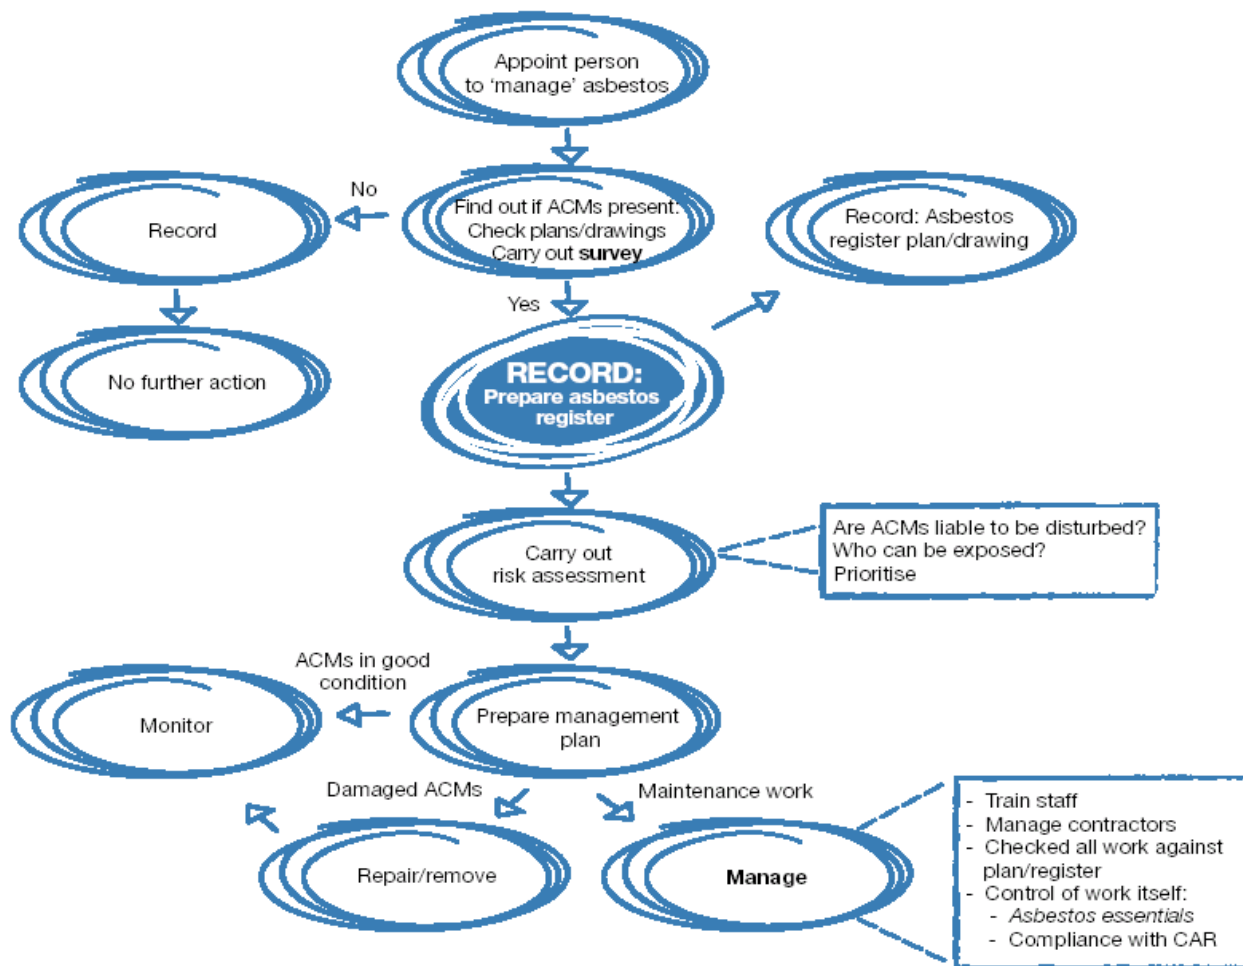 Appoint person
to ‘manage’ asbestos
No
Find out if ACMs present:
Check plans/drawings
Carry out survey
Record
Record: Asbestos
register plan/drawing
Yes
No further action
RECORD:
Prepare asbestos
register
Carry out
risk assessment
Are ACMs liable to be disturbed?
Who can be exposed?
Prioritise
ACMs in good
condition
Monitor
Prepare management
plan
Damaged ACMs
Maintenance work
Repair/remove
Manage
- Train staff
- Manage contractors
- Checked all work against
plan/register
- Control of work itself:
- Asbestos essentials
- Compliance with CAR